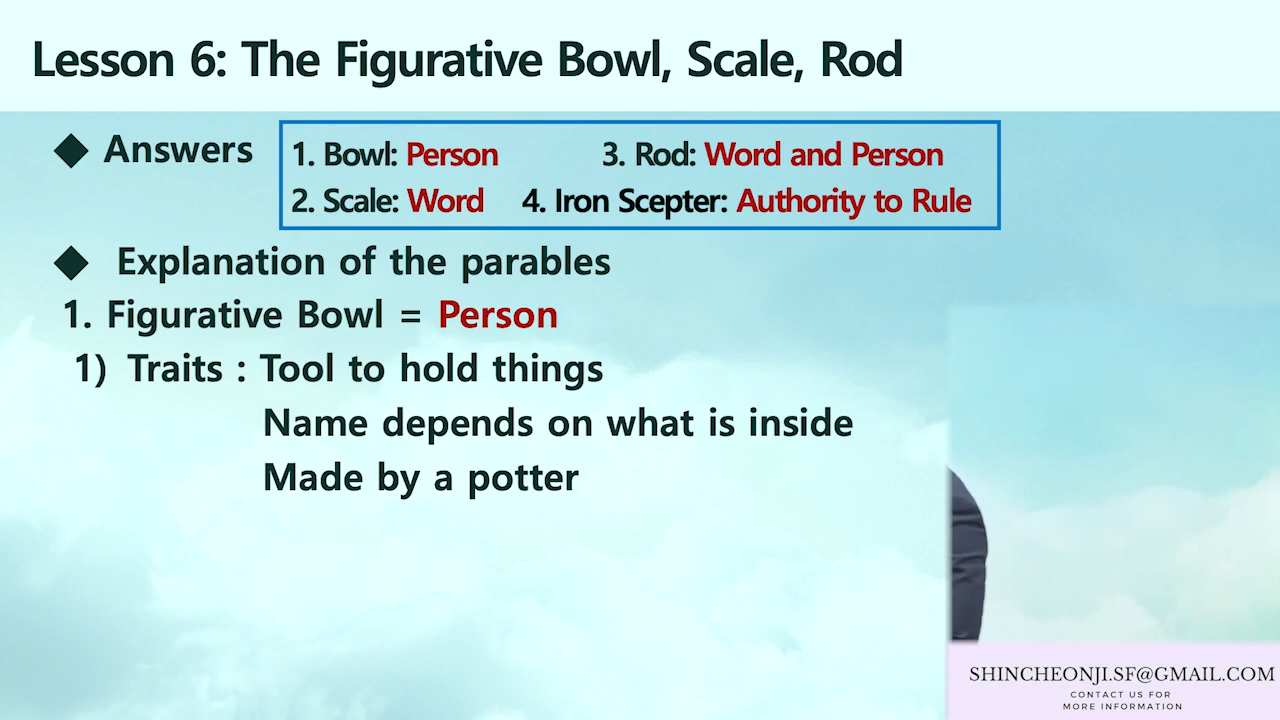 Lesson 6: The Figurative Bowl, Scale, Rod
◆ Answers
1. Bowl: Person 3. Rod: Word and Person
2. Scale: Word 4. Iron Scepter: Authority to Rule
◆ Explanation of the parables
1. Figurative Bowl = Person
1) Traits : Tool to hold things
Name depends on what is inside
Made by a potter
SHINCHEONJI.SF@GMAIL.COM
CONTACT US FOR
MORE INFORMATION